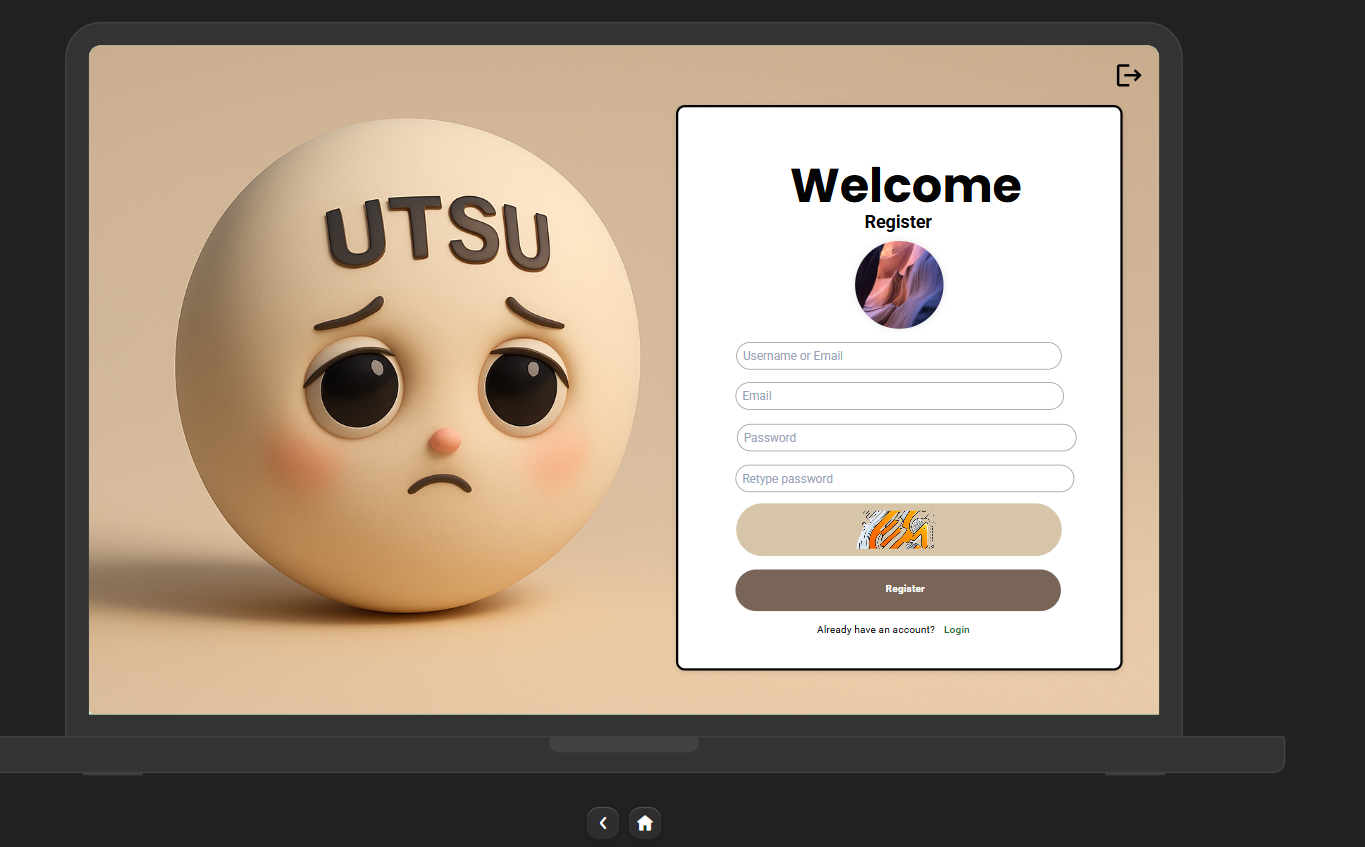 UTSU
Welcome
Register
Username or Email
Email
Password
Retype password
Register
Already have an account? Login